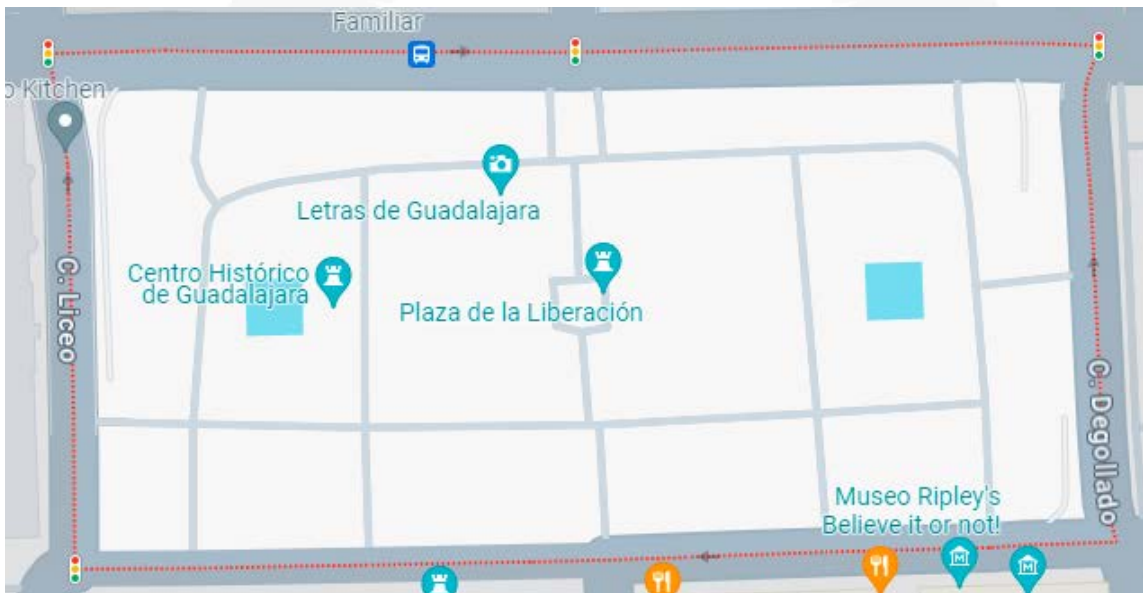 Familiar
o Kitchen
Letras de Guadalajara
Centro Histórico
de Guadalajara
Plaza de la Liberación
C. Liceo
C. Degollado
Museo Ripley's
Believe it or not!